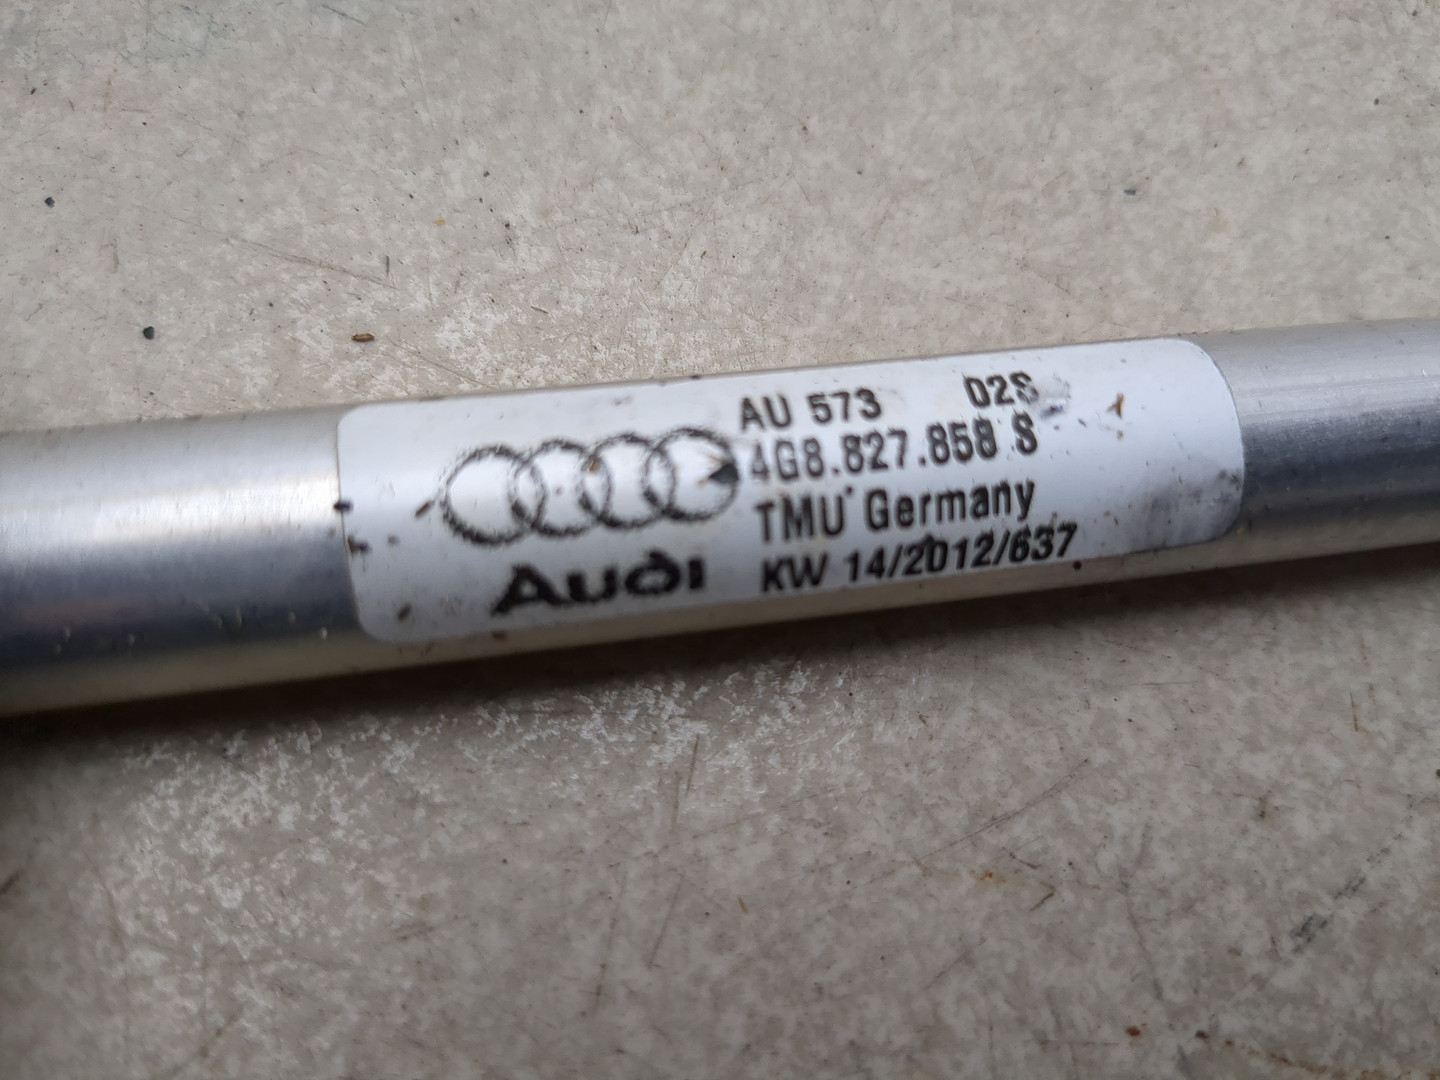 AU 573 02S
4G8.827.858 S
TMU Germany
KW 14/2012/637
Audi